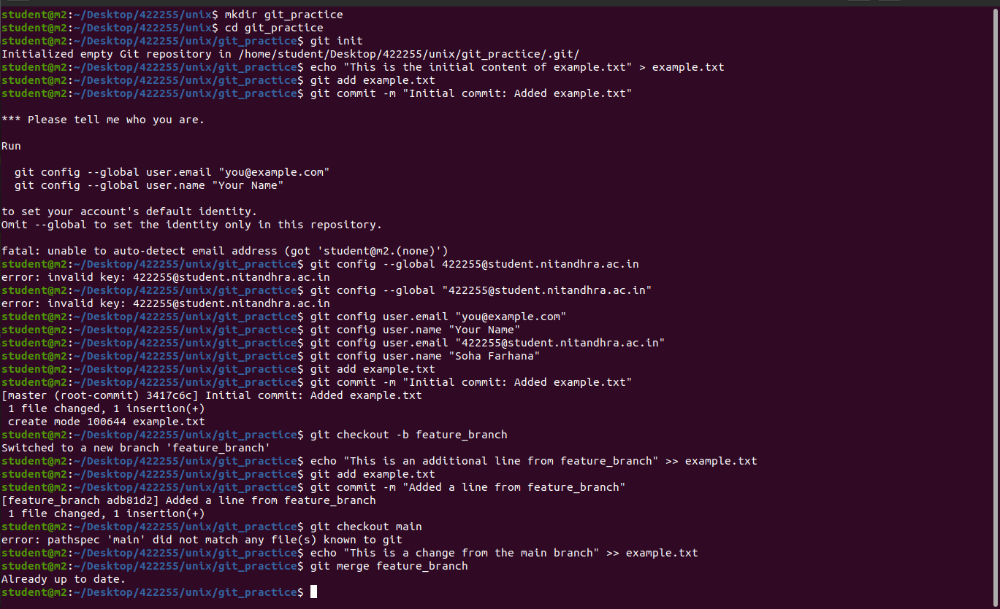 student@m2:~/Desktop/422255/unix$ mkdir git_practice
student@m2:~/Desktop/422255/unix$ cd git_practice
student@m2:~/Desktop/422255/unix/git_practice$ git init
Initialized empty Git repository in /home/student/Desktop/422255/unix/git_practice/.git/
student@m2:~/Desktop/422255/unix/git_practice$ echo "This is the initial content of example.txt" > example.txt
student@m2:~/Desktop/422255/unix/git_practice$ git add example.txt
student@m2:~/Desktop/422255/unix/git_practice$ git commit -m "Initial commit: Added example.txt"

*** Please tell me who you are.

Run

  git config --global user.email "you@example.com"
  git config --global user.name "Your Name"

to set your account's default identity.
Omit --global to set the identity only in this repository.

fatal: unable to auto-detect email address (got 'student@m2.(none)')
student@m2:~/Desktop/422255/unix/git_practice$ git config --global 422255@student.nitandhra.ac.in
error: invalid key: 422255@student.nitandhra.ac.in
student@m2:~/Desktop/422255/unix/git_practice$ git config --global "422255@student.nitandhra.ac.in"
error: invalid key: 422255@student.nitandhra.ac.in
student@m2:~/Desktop/422255/unix/git_practice$ git config user.email "you@example.com"
student@m2:~/Desktop/422255/unix/git_practice$ git config user.name "Your Name"
student@m2:~/Desktop/422255/unix/git_practice$ git config user.email "422255@student.nitandhra.ac.in"
student@m2:~/Desktop/422255/unix/git_practice$ git config user.name "Soha Farhana"
student@m2:~/Desktop/422255/unix/git_practice$ git add example.txt
student@m2:~/Desktop/422255/unix/git_practice$ git commit -m "Initial commit: Added example.txt"
[master (root-commit) 3417c6c] Initial commit: Added example.txt
 1 file changed, 1 insertion(+)
 create mode 100644 example.txt
student@m2:~/Desktop/422255/unix/git_practice$ git checkout -b feature_branch
Switched to a new branch 'feature_branch'
student@m2:~/Desktop/422255/unix/git_practice$ echo "This is an additional line from feature_branch" >> example.txt
student@m2:~/Desktop/422255/unix/git_practice$ git add example.txt
student@m2:~/Desktop/422255/unix/git_practice$ git commit -m "Added a line from feature_branch"
[feature_branch adb81d2] Added a line from feature_branch
 1 file changed, 1 insertion(+)
student@m2:~/Desktop/422255/unix/git_practice$ git checkout main
error: pathspec 'main' did not match any file(s) known to git
student@m2:~/Desktop/422255/unix/git_practice$ echo "This is a change from the main branch" >> example.txt
student@m2:~/Desktop/422255/unix/git_practice$ git merge feature_branch
Already up to date.
student@m2:~/Desktop/422255/unix/git_practice$